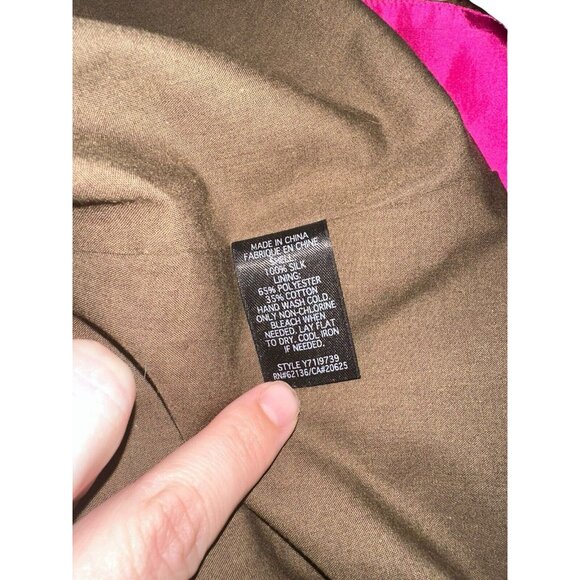 MADE IN CHINA
FABRIQUE EN CHINE
SHELL:
100% SILK
LINING:
65% POLYESTER
35% COTTON
HAND WASH COLD.
ONLY NON-CHLORINE
BLEACH WHEN
NEEDED. LAY FLAT
TO DRY. COOL IRON
IF NEEDED.
STYLE Y71I9739
RN#62136/CA#20625